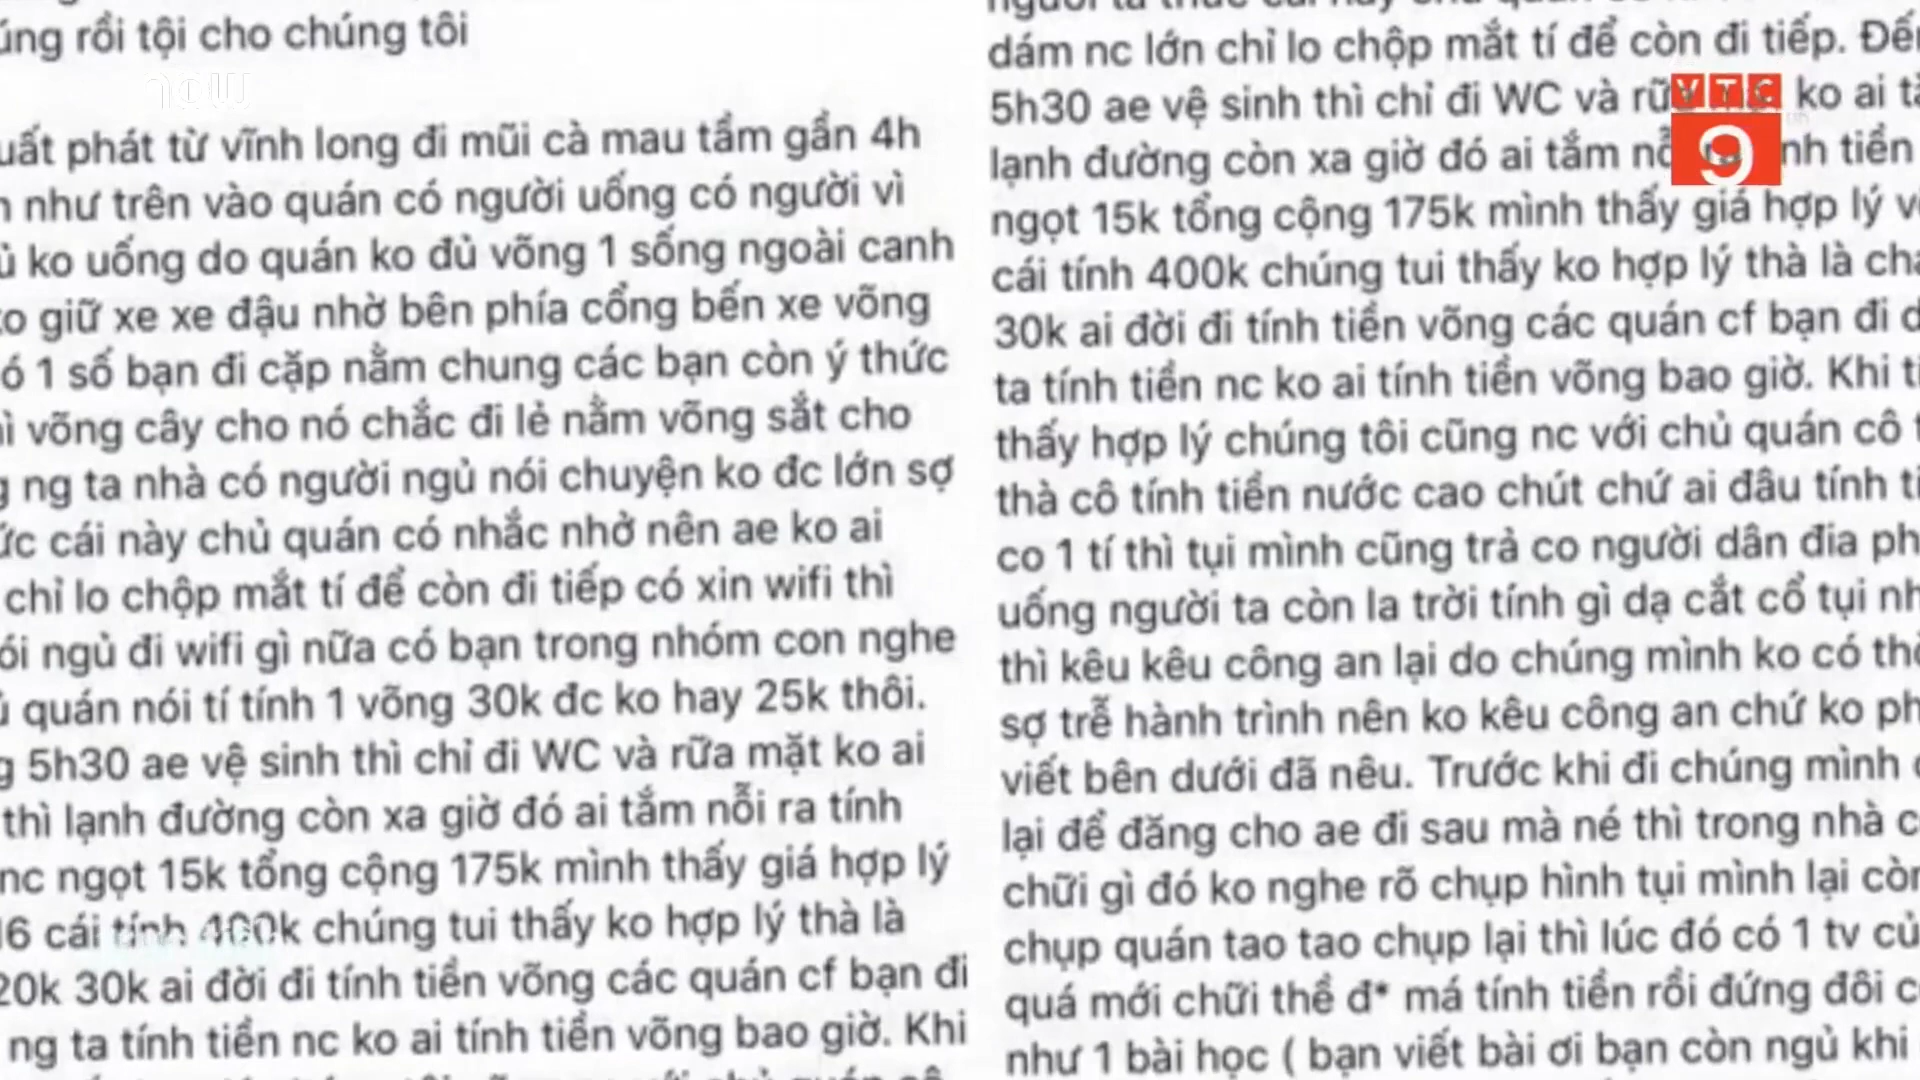 rồi tội cho chúng tôi
phát từ vĩnh long đi mũi cà mau tầm gần 4h
như trên vào quán có người uống có người vì
ko uống do quán ko đủ võng 1 sống ngoài canh
giữ xe xe đậu nhờ bên phía cổng bến xe võng
1 số bạn đi cặp nằm chung các bạn còn ý thức
võng cây cho nó chắc đi lẻ nằm võng sắt cho
ng ta nhà có người ngủ nói chuyện ko đc lớn sợ
cái này chủ quán có nhắc nhở nên ae ko ai
chỉ lo chộp mắt tí để còn đi tiếp có xin wifi thì
ngủ đi wifi gì nữa có bạn trong nhóm con nghe
quán nói tí tính 1 võng 30k đc ko hay 25k thôi.
5h30 ae vệ sinh thì chỉ đi WC và rữa mặt ko ai
thì lạnh đường còn xa giờ đó ai tắm nỗi ra tính
nc ngọt 15k tổng cộng 175k mình thấy giá hợp lý
16 cái tính 400k chúng tui thấy ko hợp lý thà là
20k 30k ai đời đi tính tiền võng các quán cf bạn đi
ng ta tính tiền nc ko ai tính tiền võng bao giờ. Khi
dám nc lớn chỉ lo chộp mắt tí để còn đi tiếp.
5h30 ae vệ sinh thì chỉ đi WC và ko ai
lạnh đường còn xa giờ đó ai tắm tiền
ngọt 15k tổng cộng 175k mình thấy giá hợp lý
cái tính 400k chúng tui thấy ko hợp lý thà là
30k ai đời đi tính tiền võng các quán cf bạn đi
ta tính tiền nc ko ai tính tiền võng bao giờ. Khi
thấy hợp lý chúng tôi cũng nc với chủ quán cô
thà cô tính tiền nước cao chút chứ ai đâu tính
co 1 tí thì tụi mình cũng trả co người dân đia
uống người ta còn la trời tính gì dạ cắt cổ tụi
thì kêu kêu công an lại do chúng mình ko có
sợ trễ hành trình nên ko kêu công an chứ ko
viết bên dưới đã nêu. Trước khi đi chúng mình
lại để đăng cho ae đi sau mà né thì trong nhà
chữi gì đó ko nghe rõ chụp hình tụi mình lại
chụp quán tao tao chụp lại thì lúc đó có 1 tv
quá mới chữi thề đ* má tính tiền rồi đứng đôi
như 1 bài học ( bạn viết bài ơi bạn còn ngủ khi
now
VTC
9